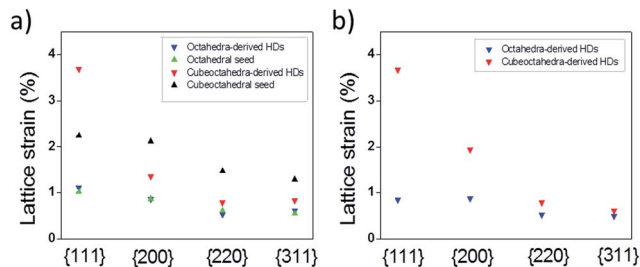 a)
Lattice strain (%)
4
3
2
1
0
{111} {200} {220} {311}
Octahedra-derived HDs
Octahedral seed
Cubeoctahedra-derived HDs
Cubeoctahedral seed
b)
Lattice strain (%)
4
3
2
1
0
{111} {200} {220} {311}
Octahedra-derived HDs
Cubeoctahedra-derived HDs